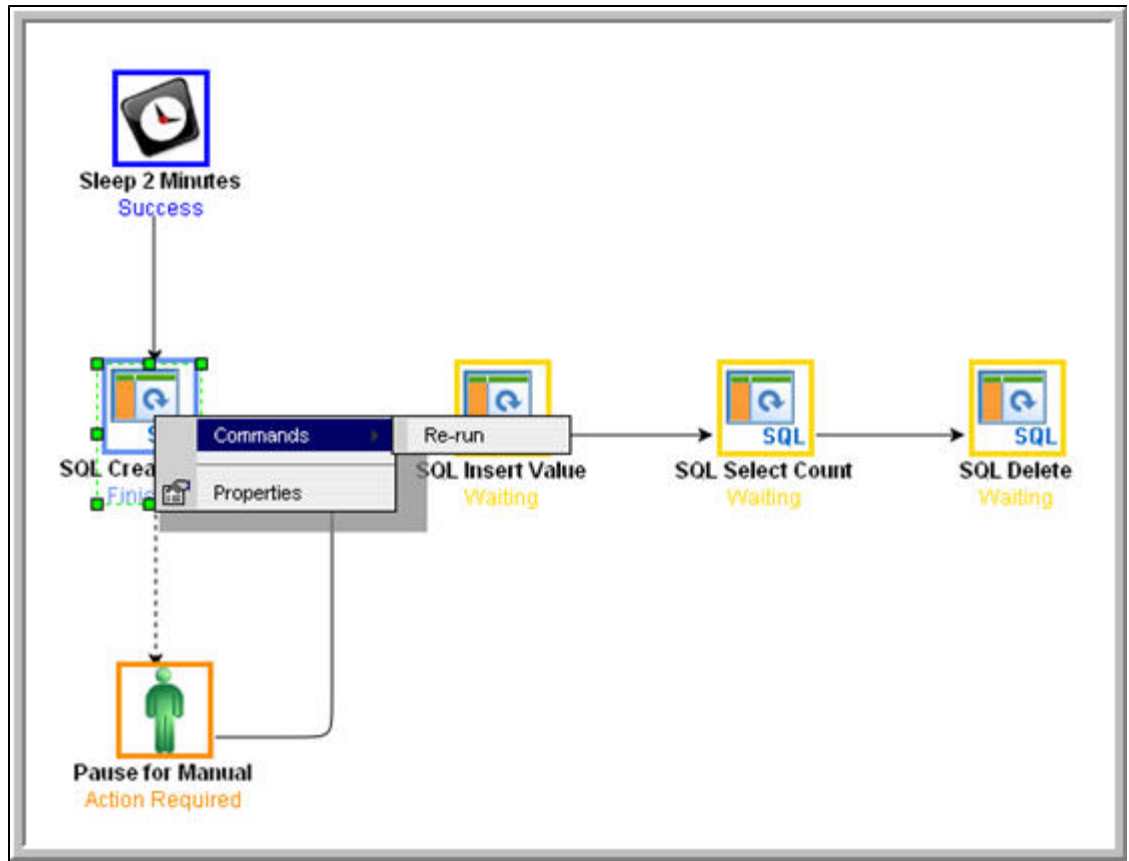 Sleep 2 Minutes
Success
Commands
Re-run
SQL
SQL
SQL
SQL Insert Value
SQL Select Count
SQL Delete
Properties
Waiting
Waiting
Waiting
Pause for Manual
Action Required